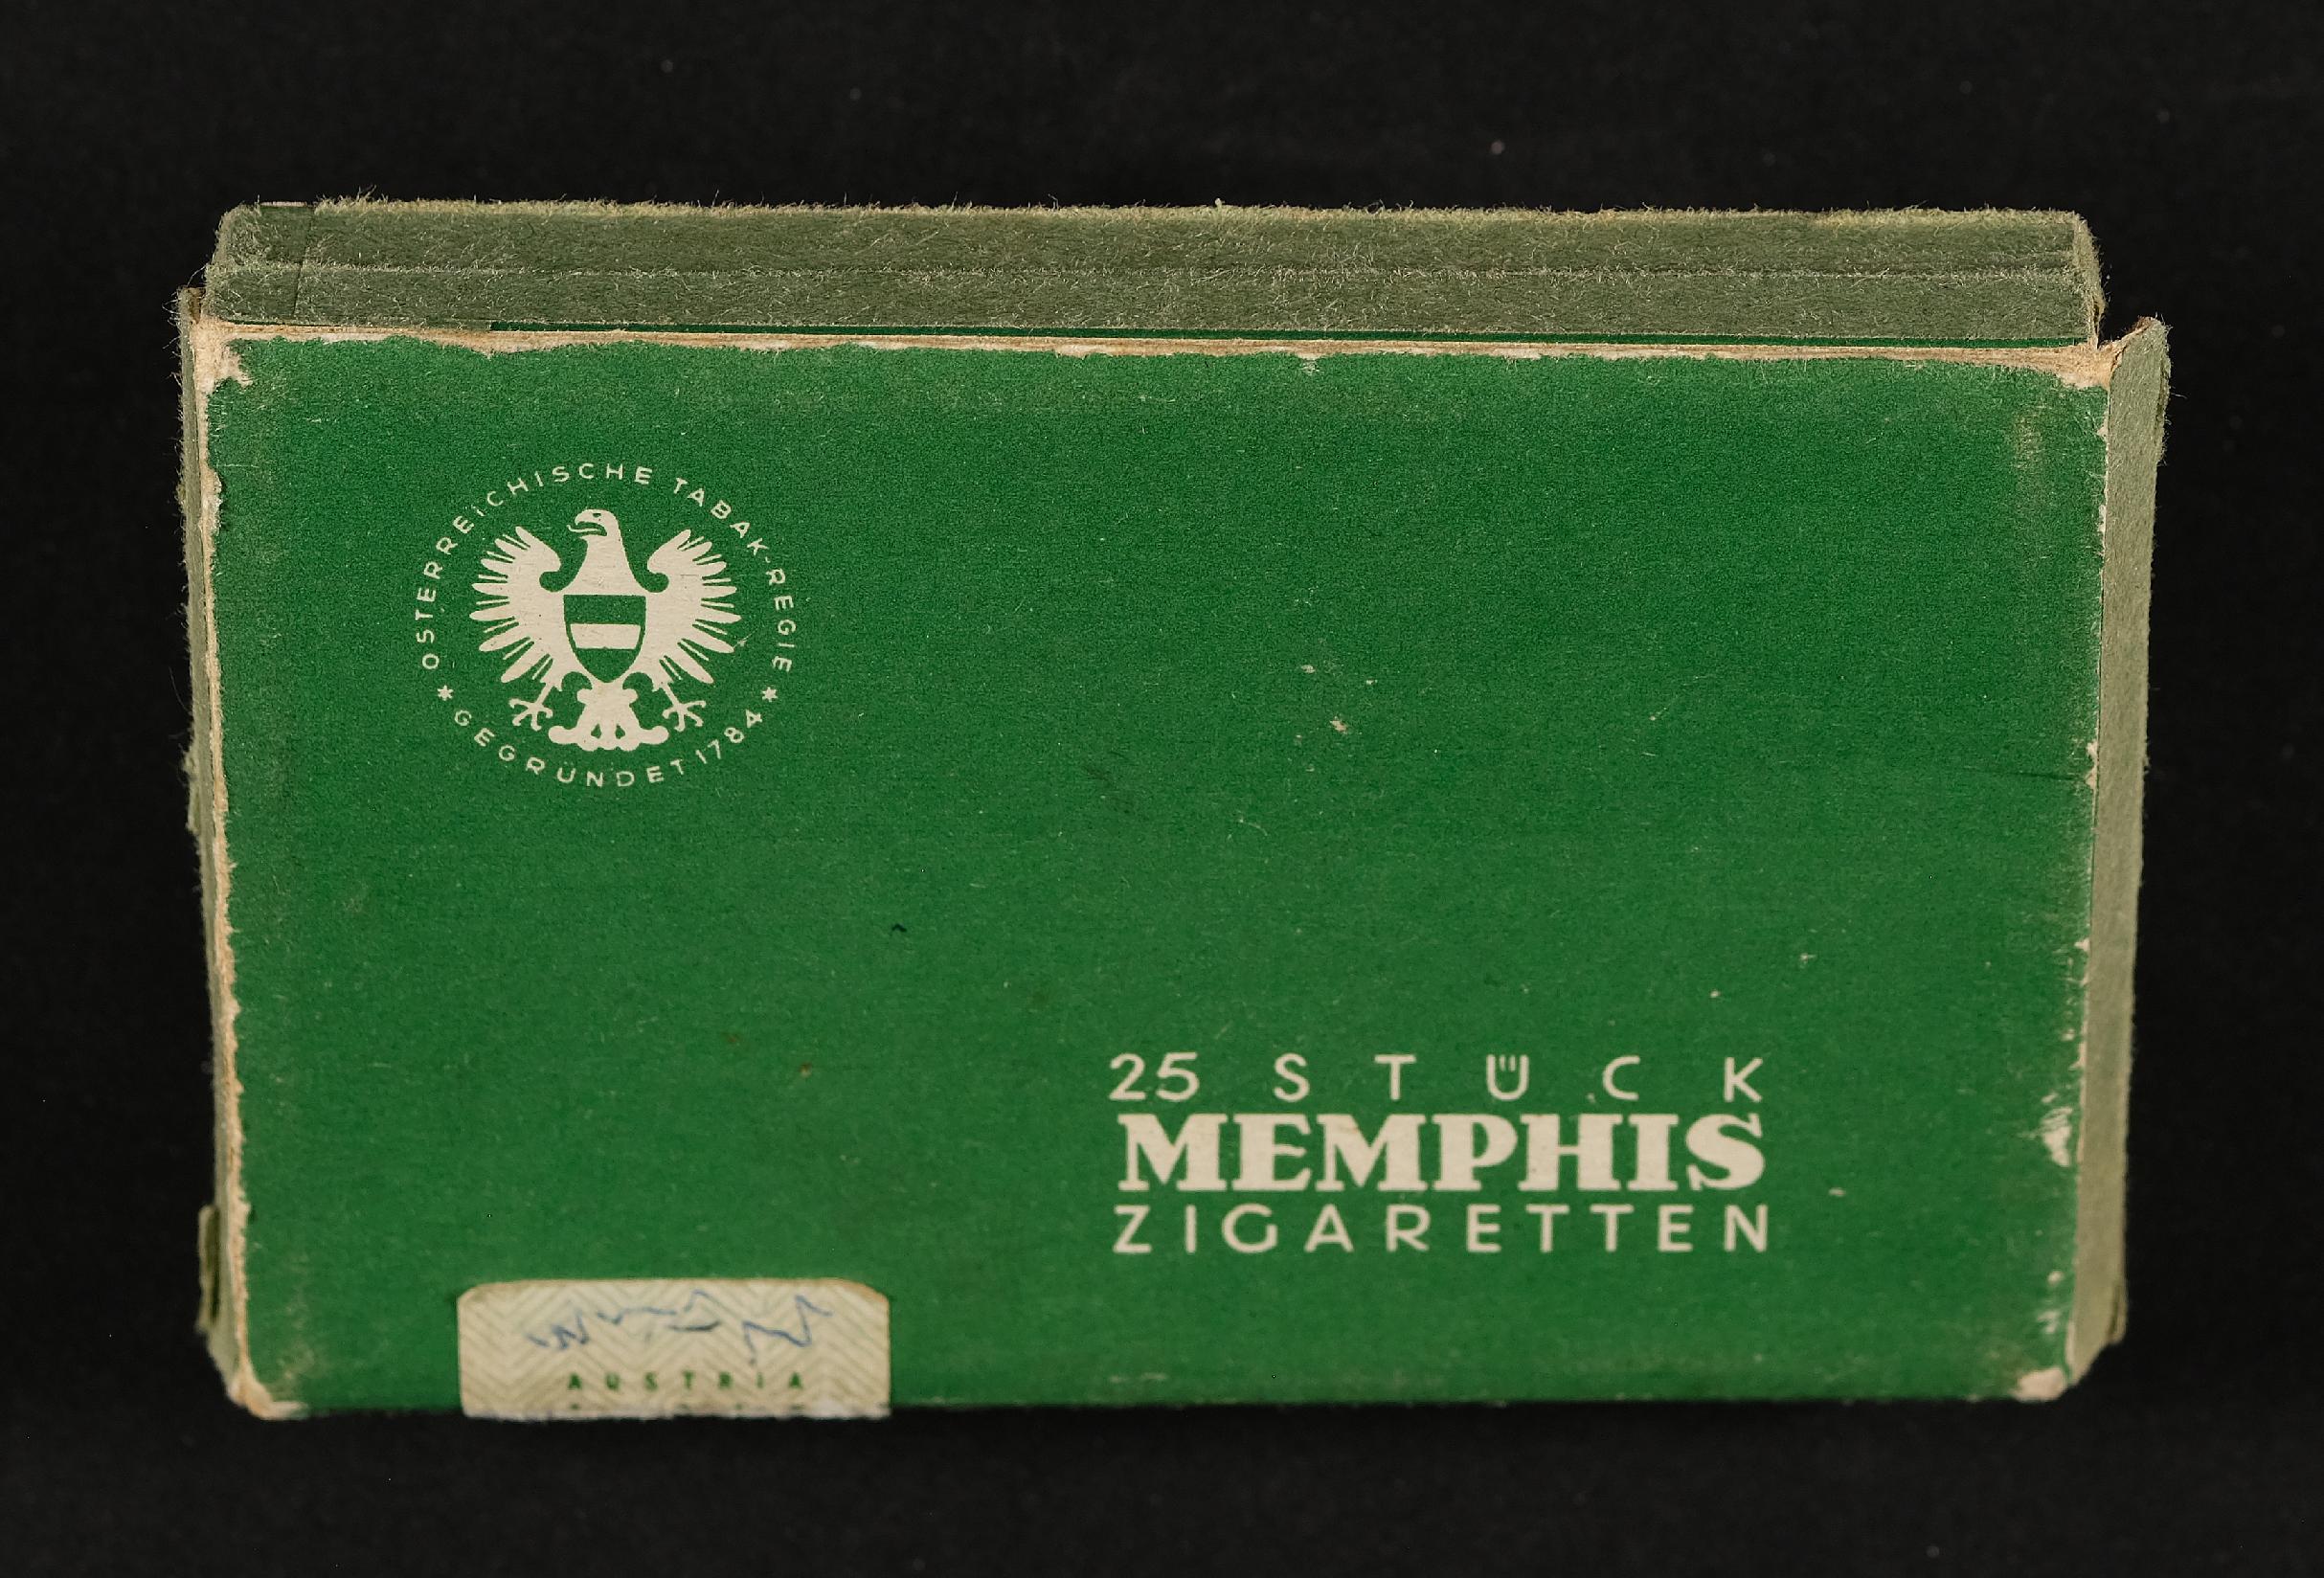 ÖSTERREICHISCHE TABAK-REGIE
* GEGRÜNDET 1784 *
25 STÜCK
MEMPHIS
ZIGARETTEN
AUSTRIA